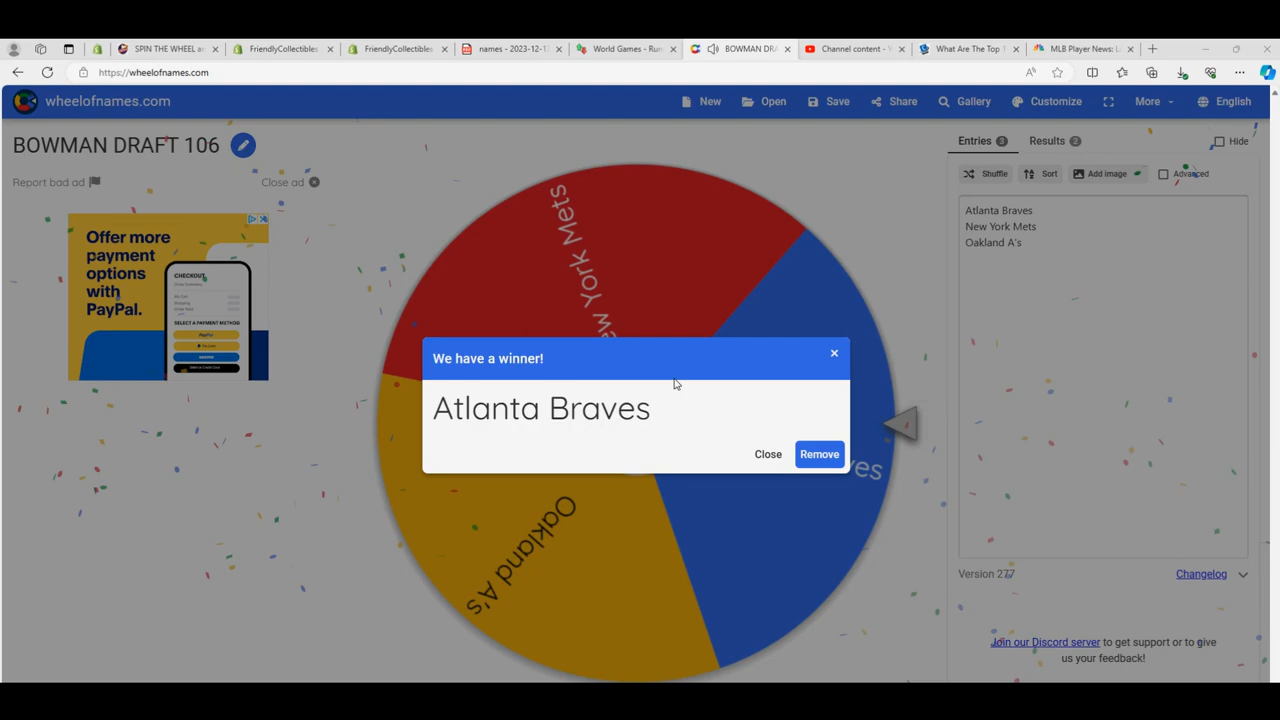 SPIN THE WHEEL a
FriendlyCollectibles
FriendlyCollectibles
names - 2023-12-1
World Games - Run
BOWMAN DRA
Channel content - Y
What Are The Top
MLB Player News: L
https://wheelofnames.com
wheelofnames.com
New
Open
Save
Share
Gallery
Customize
More
English
BOWMAN DRAFT 106
Report bad ad
Close ad
Offer more
payment
options
with
PayPal.
CHECKOUT
SELECT A PAYMENT METHOD
New York Mets
Oakland A's
ves
We have a winner!
Atlanta Braves
Close
Remove
Entries 3
Results 2
Hide
Shuffle
Sort
Add image
Advanced
Atlanta Braves
New York Mets
Oakland A's
Version 277
Changelog
Join our Discord server to get support or to give
us your feedback!